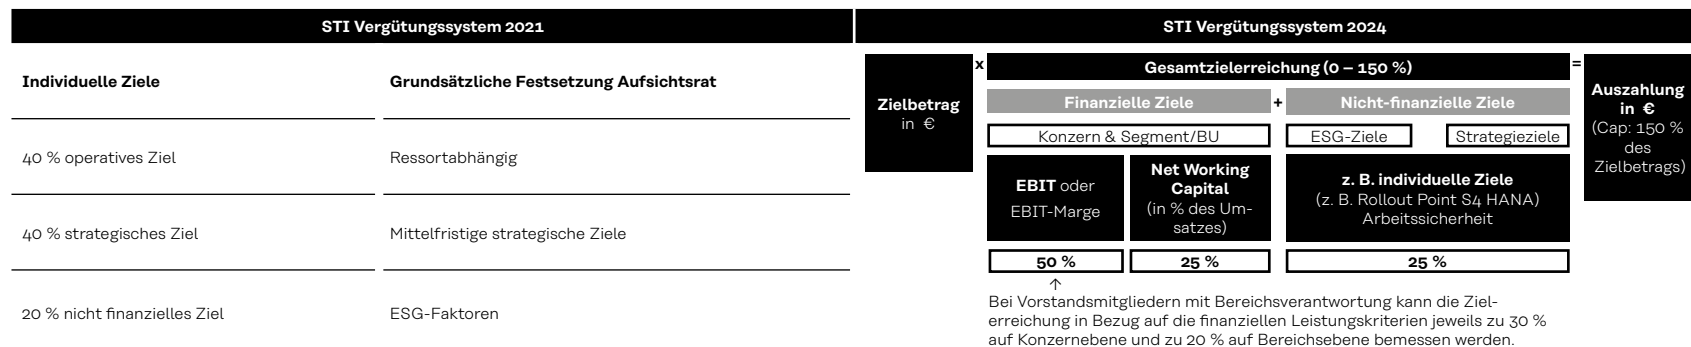 STI Vergütungssystem 2021
Individuelle Ziele
Grundsätzliche Festsetzung Aufsichtsrat
40 % operatives Ziel
Ressortabhängig
40 % strategisches Ziel
Mittelfristige strategische Ziele
20 % nicht finanzielles Ziel
ESG-Faktoren
STI Vergütungssystem 2024
Zielbetrag
in €
x
Gesamtzielerreichung (0 – 150 %)
Finanzielle Ziele
+
Nicht-finanzielle Ziele
Konzern & Segment/BU
ESG-Ziele
Strategieziele
EBIT oder
EBIT-Marge
Net Working
Capital
(in % des Um-
satzes)
z. B. individuelle Ziele
(z. B. Rollout Point S4 HANA)
Arbeitssicherheit
50 %
25 %
25 %
↑
Bei Vorstandsmitgliedern mit Bereichsverantwortung kann die Ziel-
erreichung in Bezug auf die finanziellen Leistungskriterien jeweils zu 30 %
auf Konzernebene und zu 20 % auf Bereichsebene bemessen werden.
=
Auszahlung
in €
(Cap: 150 %
des
Zielbetrags)